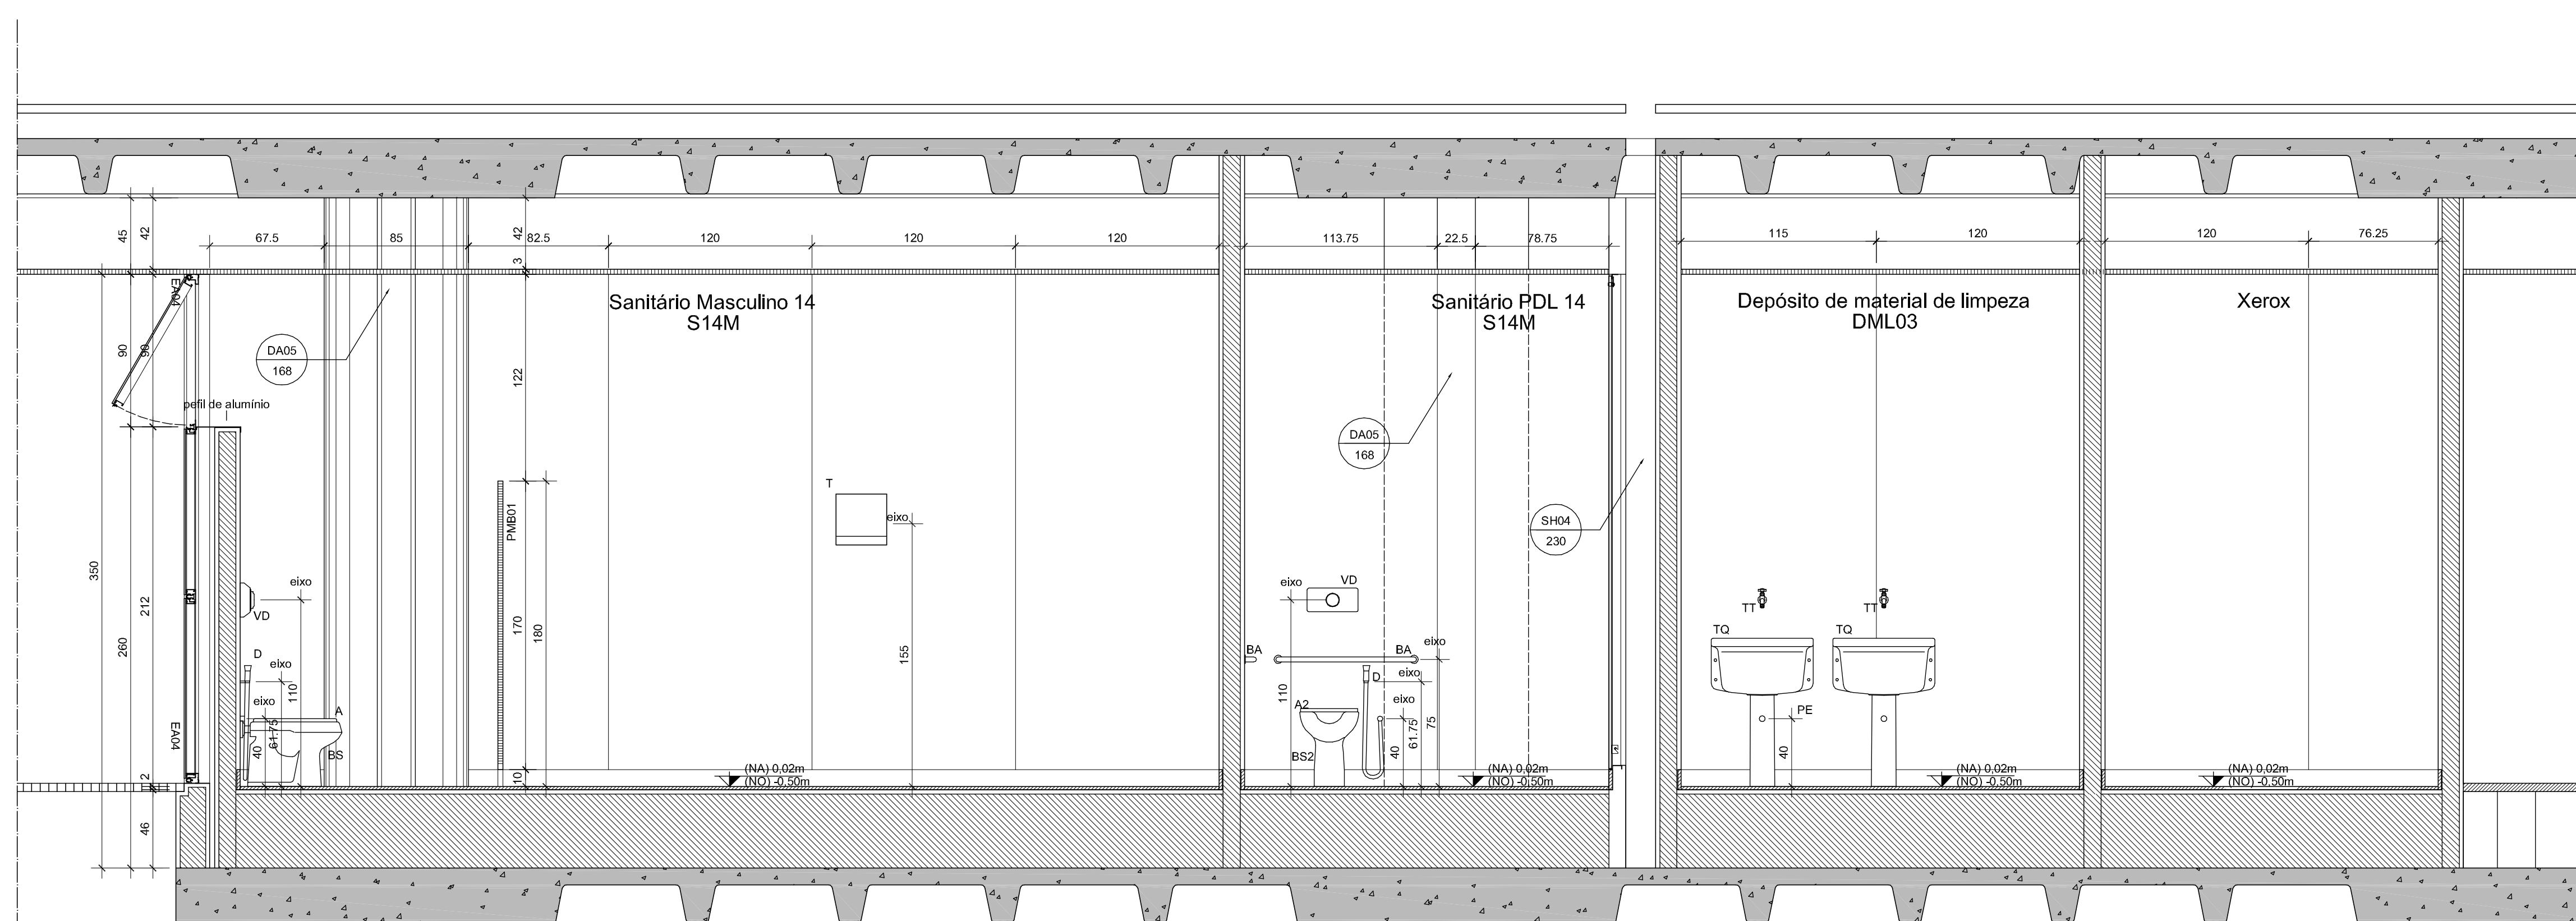 45
42
67.5
85
42
82.5
120
120
120
113.75
22.5
78.75
115
120
120
76.25
3
EA04
Sanitário Masculino 14
S14M
Sanitário PDL 14
S14M
Depósito de material de limpeza
DML03
Xerox
90
90
DA05
168
122
pefil de alumínio
DA05
168
T
eixo
PMB01
SH04
230
350
212
260
eixo
VD
170
180
155
eixo
VD
TT
TT
TQ
TQ
D
eixo
110
eixo
61.75
40
A
BS
BA
BA
eixo
D
eixo
110
A2
eixo
61.75
75
40
BS2
PE
40
EA04
2
10
(NA) 0,02m
(NO) -0,50m
(NA) 0,02m
(NO) -0,50m
(NA) 0,02m
(NO) -0,50m
(NA) 0,02m
(NO) -0,50m
46